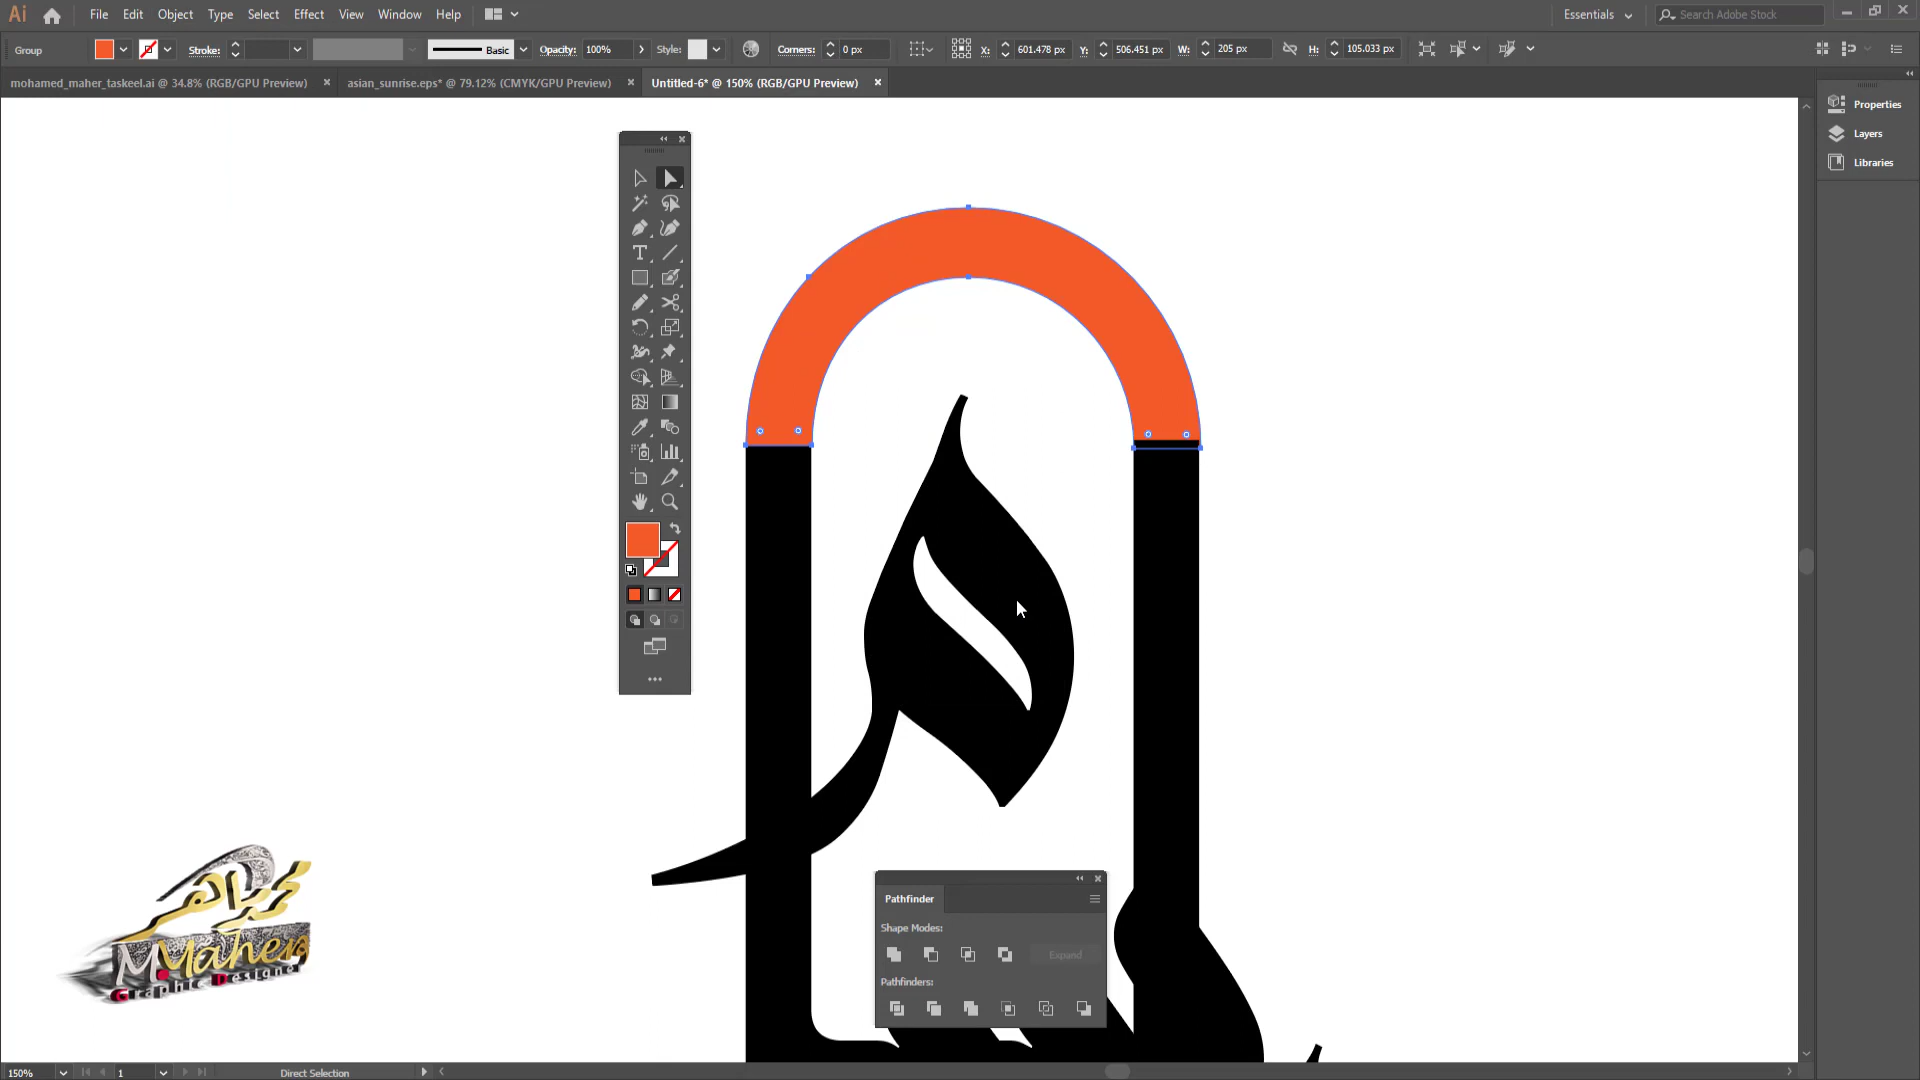 Ai File Edit Object Type Select Effect View Window Help Essentials Search Adobe Stock
Group Stroke: Basic Opacity: 100% Style: Corners: 0 px X: 601.478 px Y: 506.451 px W: 205 px H: 105.033 px
mohamed_maher_taskeel.ai @ 34.8% (RGB/GPU Preview) asian_sunrise.eps* @ 79.12% (CMYK/GPU Preview) Untitled-6* @ 150% (RGB/GPU Preview)
Properties
Layers
Libraries
محمد ماهر
M.Maher
Graphic Designer
Pathfinder
Shape Modes:
Expand
Pathfinders:
150% 1 Direct Selection